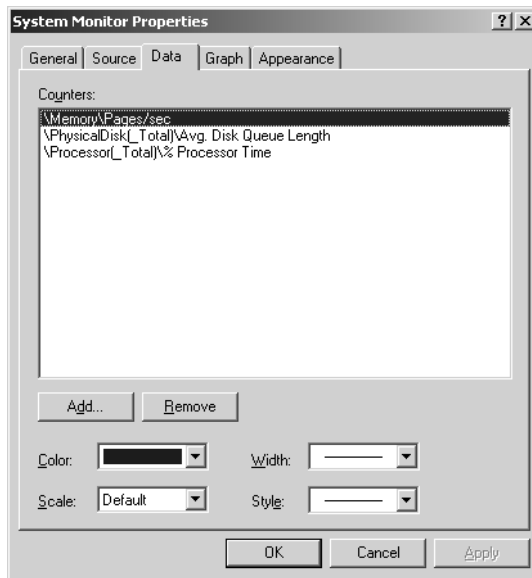 System Monitor Properties
General Source Data Graph Appearance
Counters:
\Memory\Pages/sec
\PhysicalDisk(_Total)\Avg. Disk Queue Length
\Processor(_Total)\% Processor Time
Add... Remove
Color: Width:
Scale: Default Style:
OK Cancel Apply